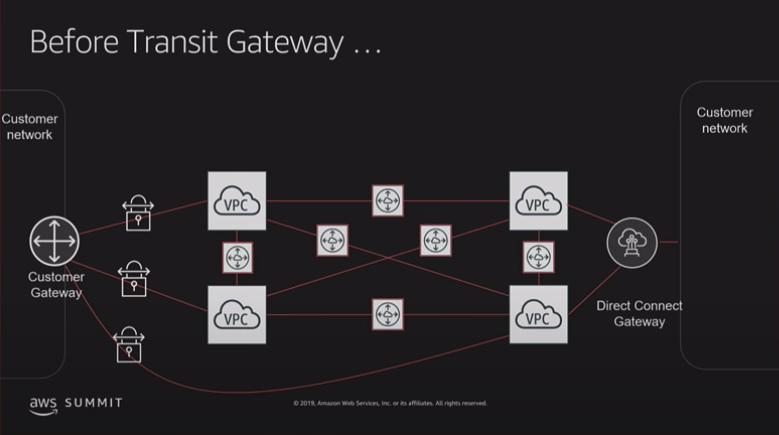 Before Transit Gateway ...
Customer
network
Customer
network
VPC
VPC
Customer
Gateway
VPC
VPC
Direct Connect
Gateway
aws SUMMIT
© 2019, Amazon Web Services, Inc. or its affiliates. All rights reserved.